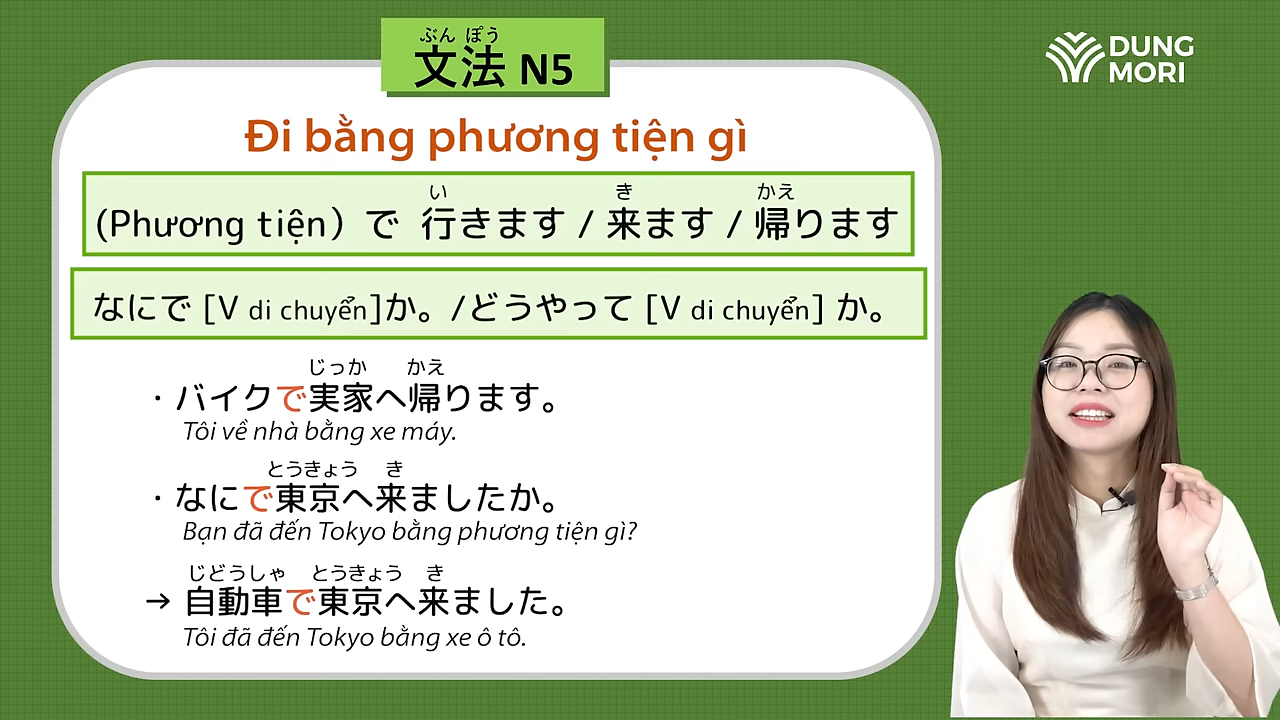 ぶん ぽう
文法 N5
DUNG
MORI
Đi bằng phương tiện gì
い き かえ
(Phương tiện) で 行きます / 来ます / 帰ります
なにで [V di chuyển]か。/どうやって [V di chuyển] か。
じっか かえ
・バイクで実家へ帰ります。
Tôi về nhà bằng xe máy.
とうきょう き
・なにで東京へ来ましたか。
Bạn đã đến Tokyo bằng phương tiện gì?
じどうしゃ とうきょう き
→ 自動車で東京へ来ました。
Tôi đã đến Tokyo bằng xe ô tô.